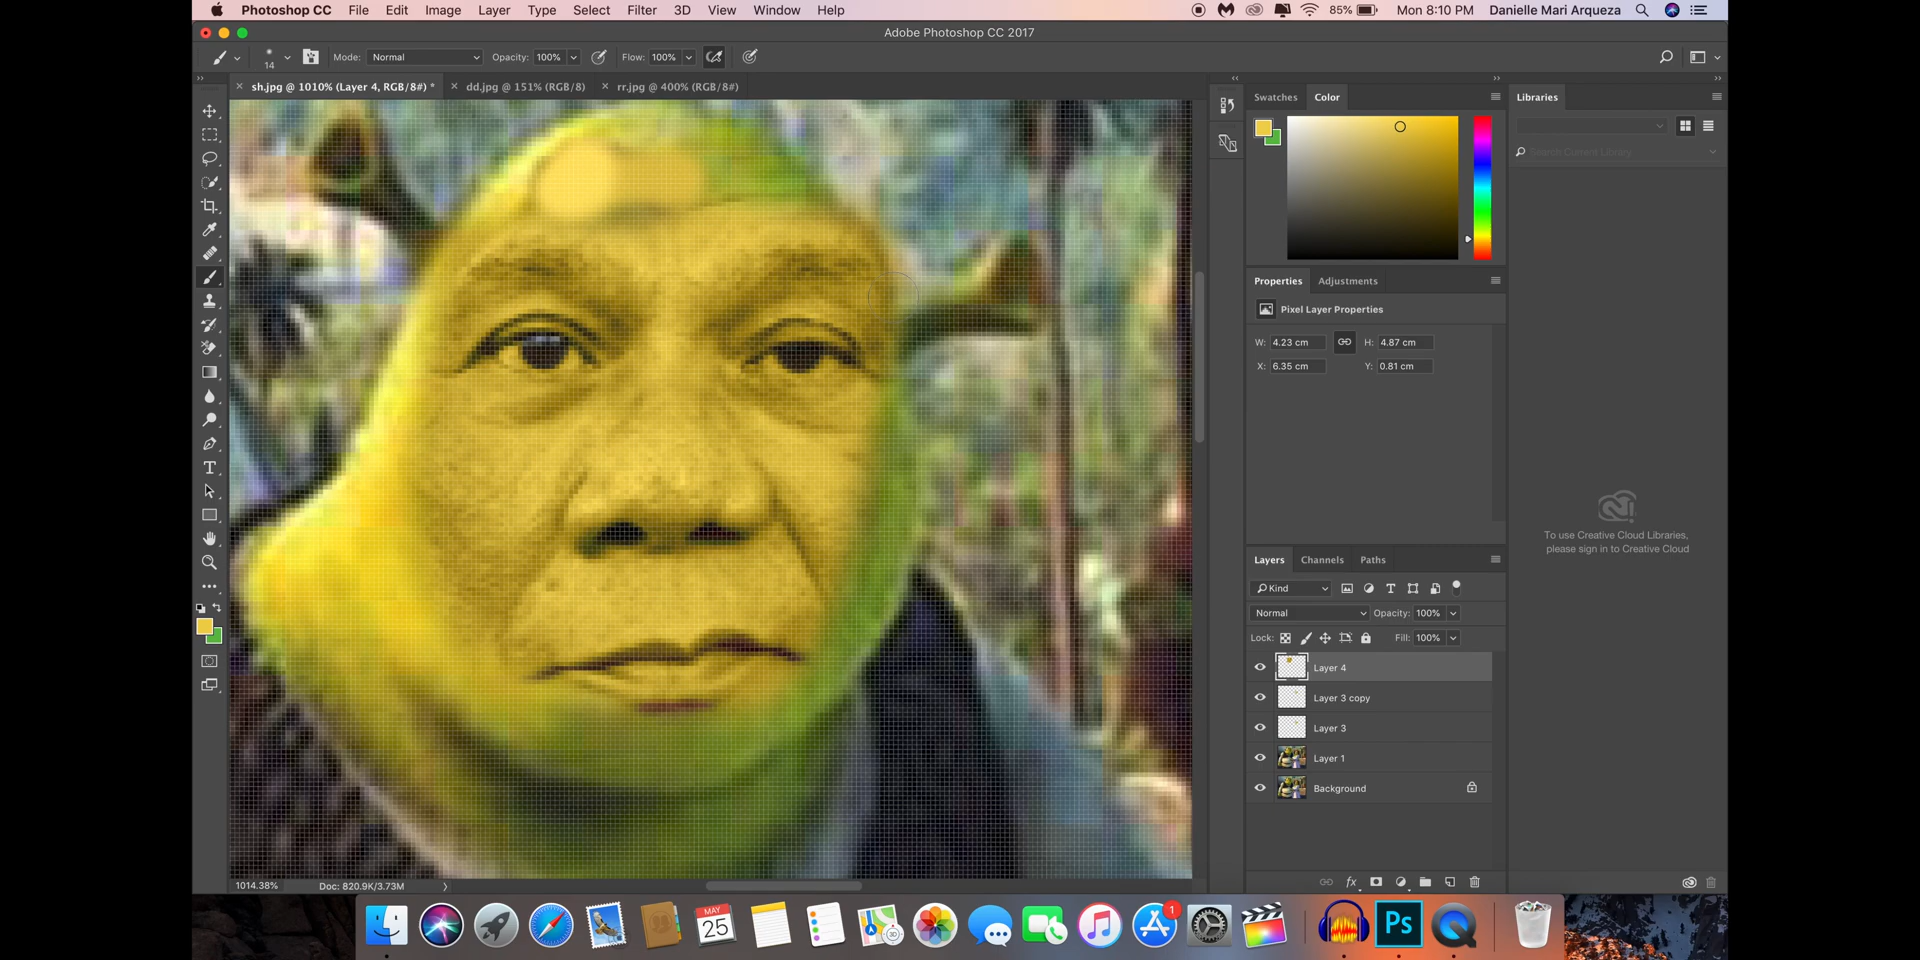 Photoshop CC File Edit Image Layer Type Select Filter 3D View Window Help 85% Mon 8:10 PM Danielle Mari Arqueza
Adobe Photoshop CC 2017
14 Mode: Normal Opacity: 100% Flow: 100%
sh.jpg @ 1010% (Layer 4, RGB/8#) * dd.jpg @ 151% (RGB/8) rr.jpg @ 400% (RGB/8#)
Swatches Color
Libraries
Search Current Library
Properties Adjustments
Pixel Layer Properties
W: 4.23 cm H: 4.87 cm
X: 6.35 cm Y: 0.81 cm
To use Creative Cloud Libraries,
please sign in to Creative Cloud
Layers Channels Paths
Kind
Normal Opacity: 100%
Lock: Fill: 100%
Layer 4
Layer 3 copy
Layer 3
Layer 1
Background
1014.38% Doc: 820.9K/3.73M
fx
MAY
25
1
Ps